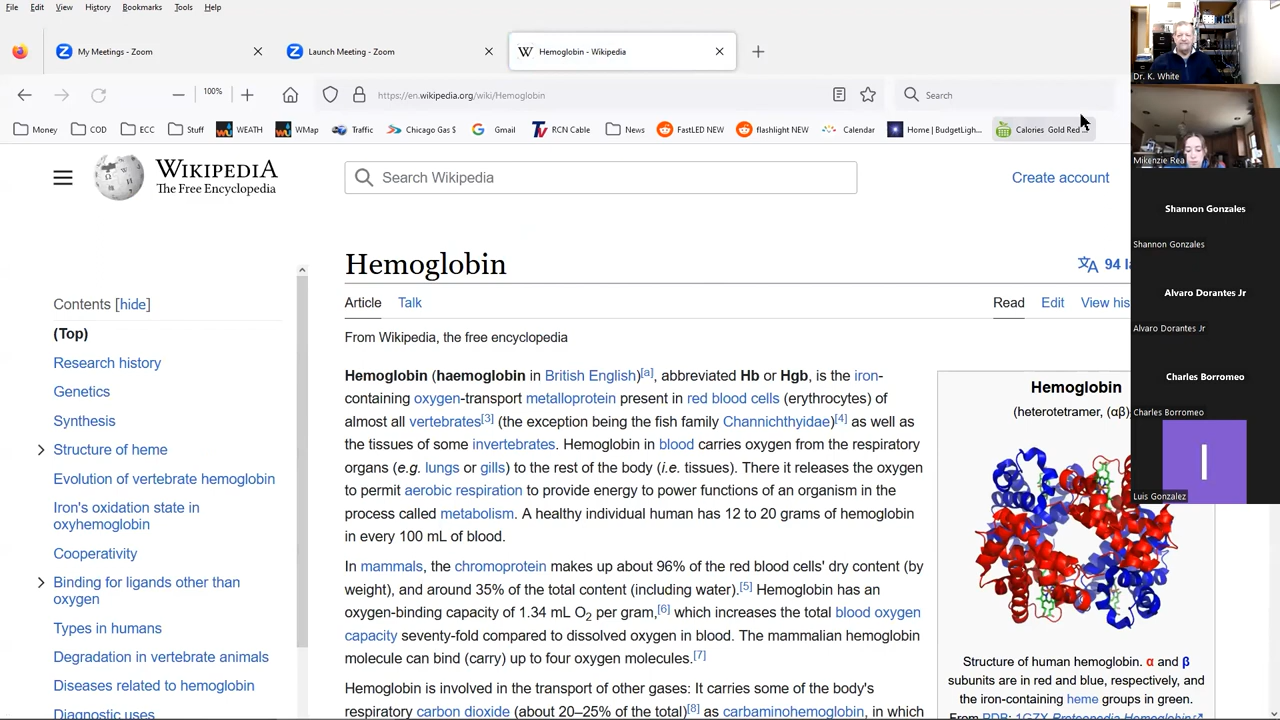 File Edit View History Bookmarks Tools Help
My Meetings - Zoom
Launch Meeting - Zoom
W Hemoglobin - Wikipedia
100%
https://en.wikipedia.org/wiki/Hemoglobin
Search
Money COD ECC Stuff WEATH WMap Traffic Chicago Gas $ Gmail RCN Cable News FastLED NEW flashlight NEW Calendar Home | BudgetLigh... Calories Gold Red ...
WIKIPEDIA
The Free Encyclopedia
Search Wikipedia
Create account
Hemoglobin
94 la
Article Talk
Read Edit View his
From Wikipedia, the free encyclopedia
Contents [hide]
(Top)
Research history
Genetics
Synthesis
Structure of heme
Evolution of vertebrate hemoglobin
Iron's oxidation state in
oxyhemoglobin
Cooperativity
Binding for ligands other than
oxygen
Types in humans
Degradation in vertebrate animals
Diseases related to hemoglobin
Diagnostic uses
Hemoglobin (haemoglobin in British English)[a], abbreviated Hb or Hgb, is the iron-
containing oxygen-transport metalloprotein present in red blood cells (erythrocytes) of
almost all vertebrates[3] (the exception being the fish family Channichthyidae)[4] as well as
the tissues of some invertebrates. Hemoglobin in blood carries oxygen from the respiratory
organs (e.g. lungs or gills) to the rest of the body (i.e. tissues). There it releases the oxygen
to permit aerobic respiration to provide energy to power functions of an organism in the
process called metabolism. A healthy individual human has 12 to 20 grams of hemoglobin
in every 100 mL of blood.
In mammals, the chromoprotein makes up about 96% of the red blood cells' dry content (by
weight), and around 35% of the total content (including water).[5] Hemoglobin has an
oxygen-binding capacity of 1.34 mL O2 per gram,[6] which increases the total blood oxygen
capacity seventy-fold compared to dissolved oxygen in blood. The mammalian hemoglobin
molecule can bind (carry) up to four oxygen molecules.[7]
Hemoglobin is involved in the transport of other gases: It carries some of the body's
respiratory carbon dioxide (about 20–25% of the total)[8] as carbaminohemoglobin, in which
Hemoglobin
(heterotetramer, (αβ)
Structure of human hemoglobin. α and β
subunits are in red and blue, respectively, and
the iron-containing heme groups in green.
From PDB: 1GZX Proteopedia Hemoglobin
Dr. K. White
Mikenzie Rea
Shannon Gonzales
Shannon Gonzales
Alvaro Dorantes Jr
Alvaro Dorantes Jr
Charles Borromeo
Charles Borromeo
l
Luis Gonzalez